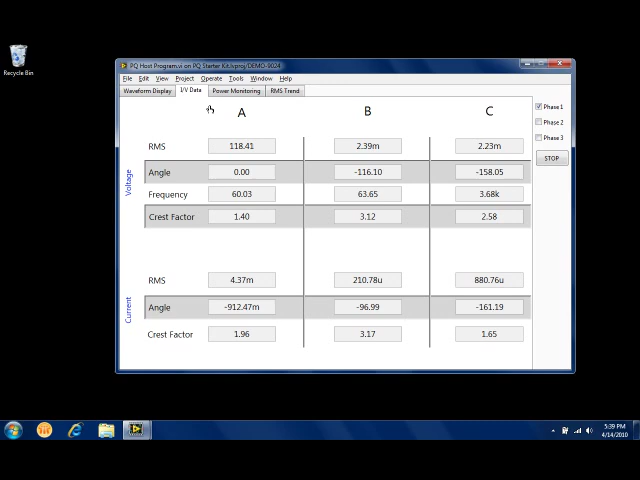 Recycle Bin
PQ Host Program.vi on PQ Starter Kit.lvproj/DEMO-9024
File Edit View Project Operate Tools Window Help
Waveform Display I/V Data Power Monitoring RMS Trend
A B C
Phase 1
Phase 2
Phase 3
STOP
Voltage
RMS 118.41 2.39m 2.23m
Angle 0.00 -116.10 -158.05
Frequency 60.03 63.65 3.68k
Crest Factor 1.40 3.12 2.58
Current
RMS 4.37m 210.78u 880.76u
Angle -912.47m -96.99 -161.19
Crest Factor 1.96 3.17 1.65
5:39 PM
4/14/2010